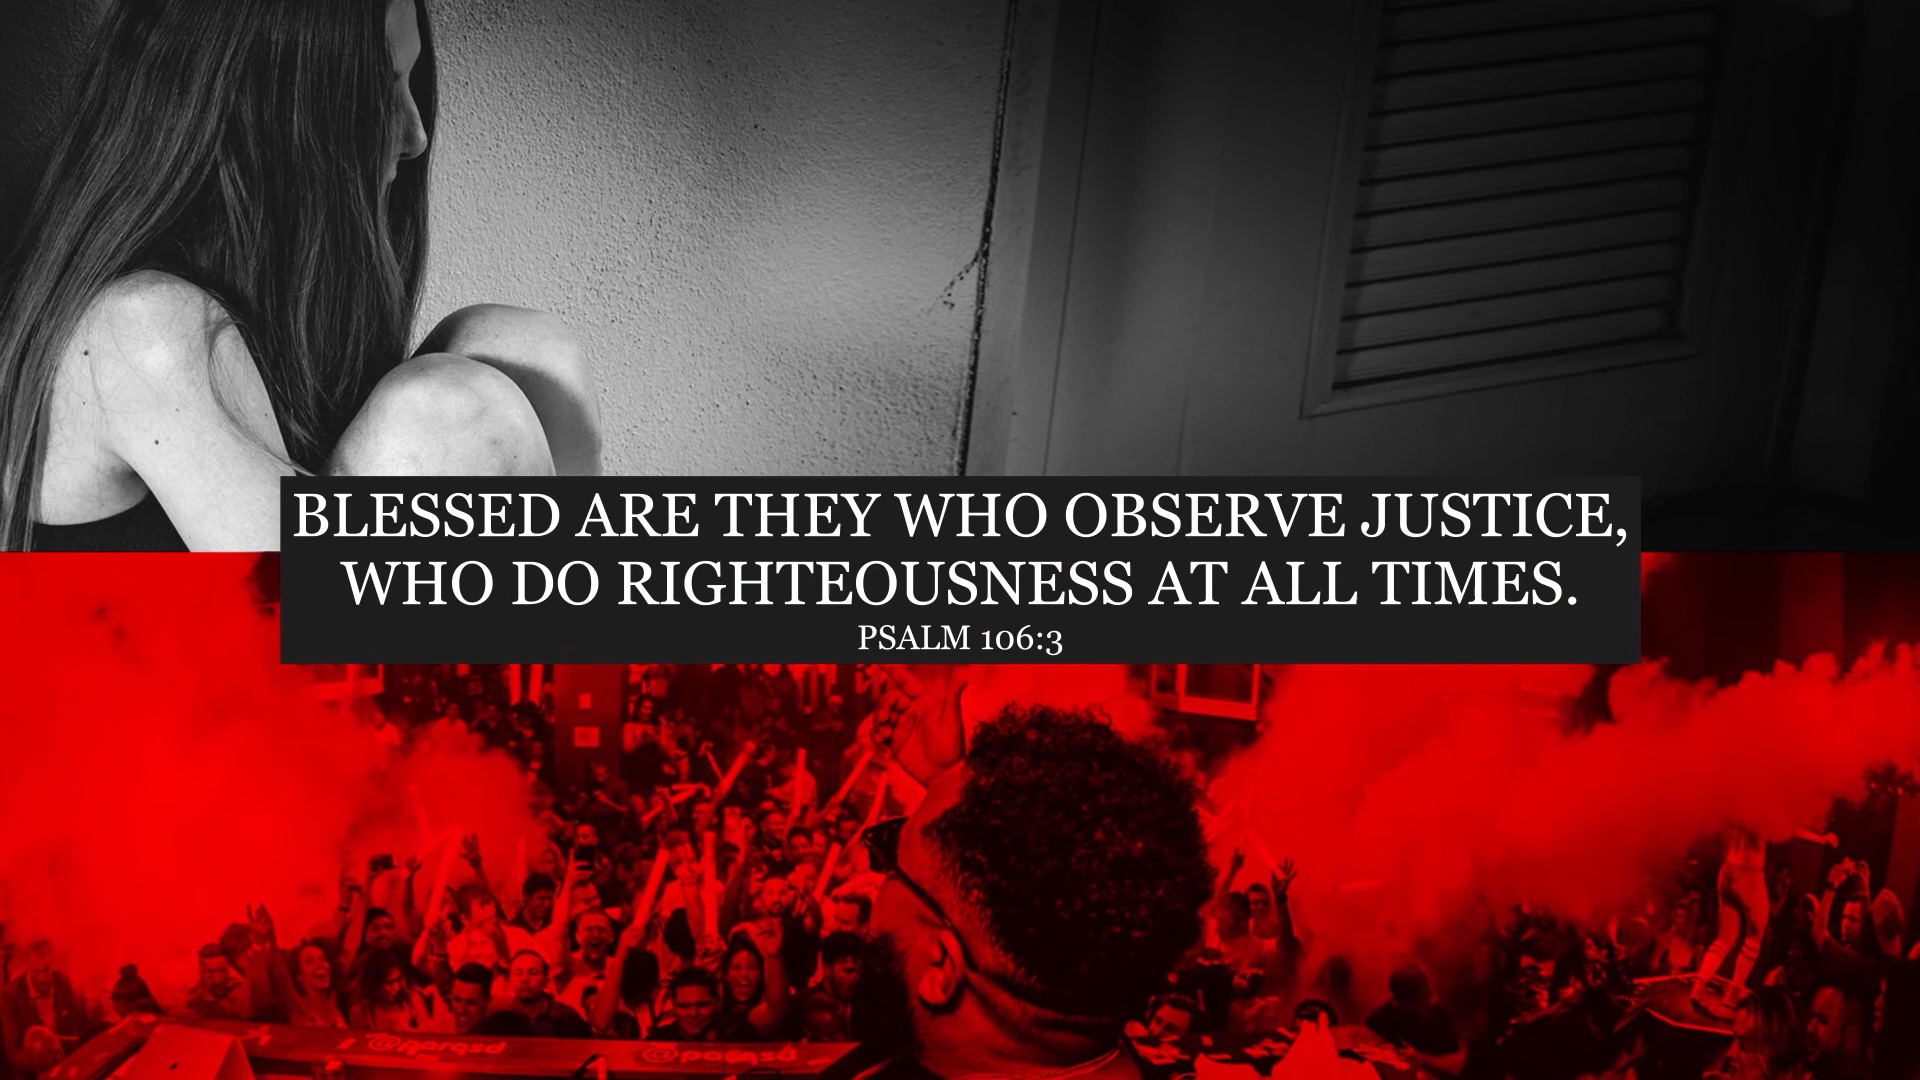 BLESSED ARE THEY WHO OBSERVE JUSTICE,
WHO DO RIGHTEOUSNESS AT ALL TIMES.
PSALM 106:3